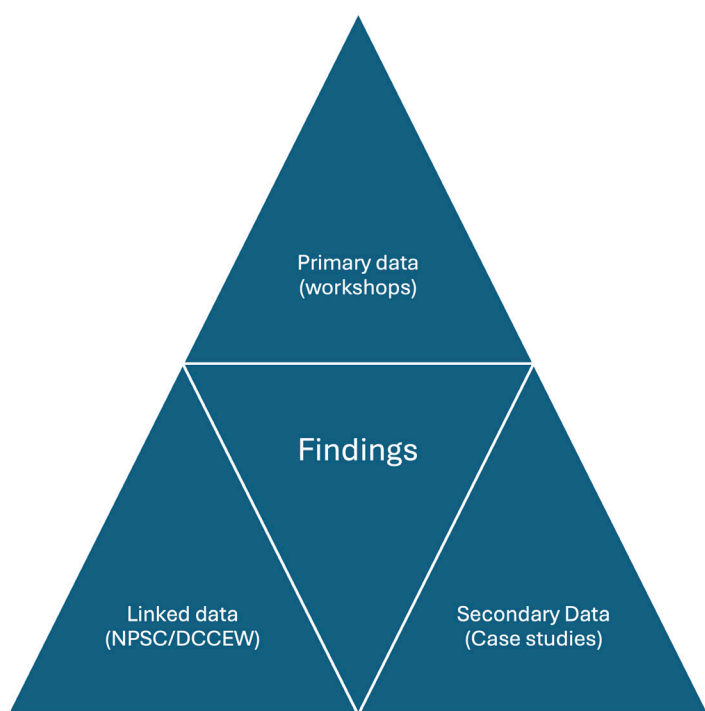 Primary data
(workshops)
Findings
Linked data
(NPSC/DCCEW)
Secondary Data
(Case studies)